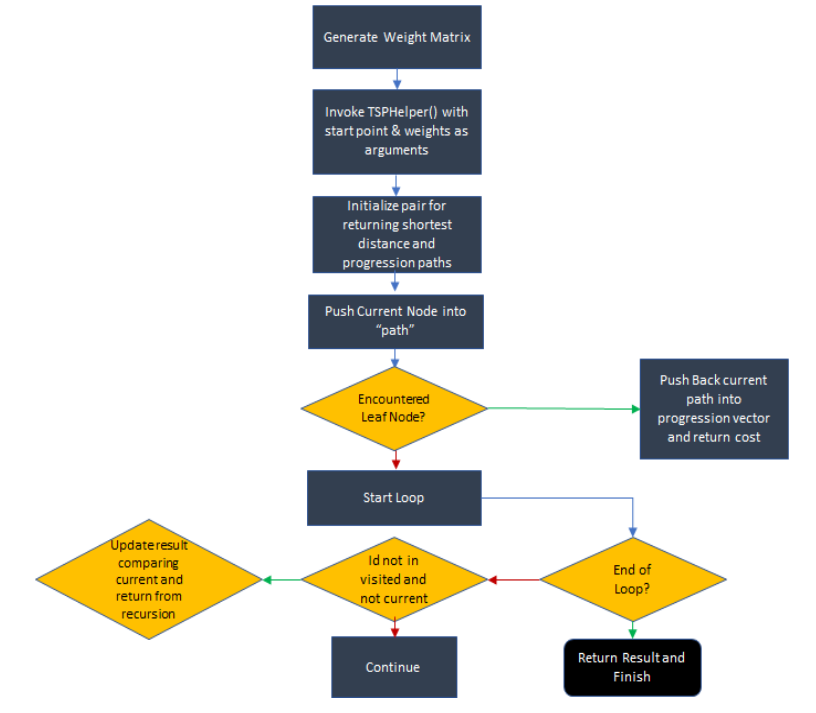 Generate Weight Matrix
Invoke TSPHelper() with
start point & weights as
arguments
Initialize pair for
returning shortest
distance and
progression paths
Push Current Node into
“path”
Encountered
Leaf Node?
Push Back current
path into
progression vector
and return cost
Start Loop
Update result
comparing
current and
return from
recursion
Id not in
visited and
not current
End of
Loop?
Continue
Return Result and
Finish